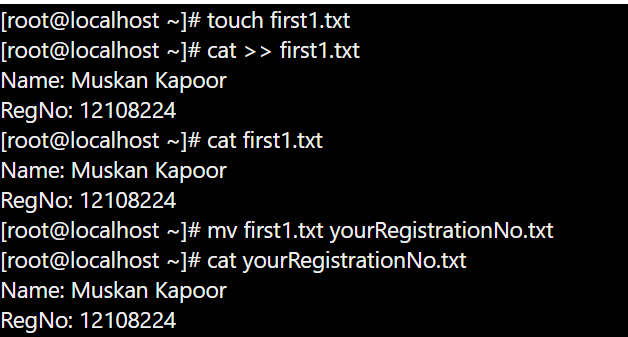 [root@localhost ~]# touch first1.txt
[root@localhost ~]# cat >> first1.txt
Name: Muskan Kapoor
RegNo: 12108224
[root@localhost ~]# cat first1.txt
Name: Muskan Kapoor
RegNo: 12108224
[root@localhost ~]# mv first1.txt yourRegistrationNo.txt
[root@localhost ~]# cat yourRegistrationNo.txt
Name: Muskan Kapoor
RegNo: 12108224